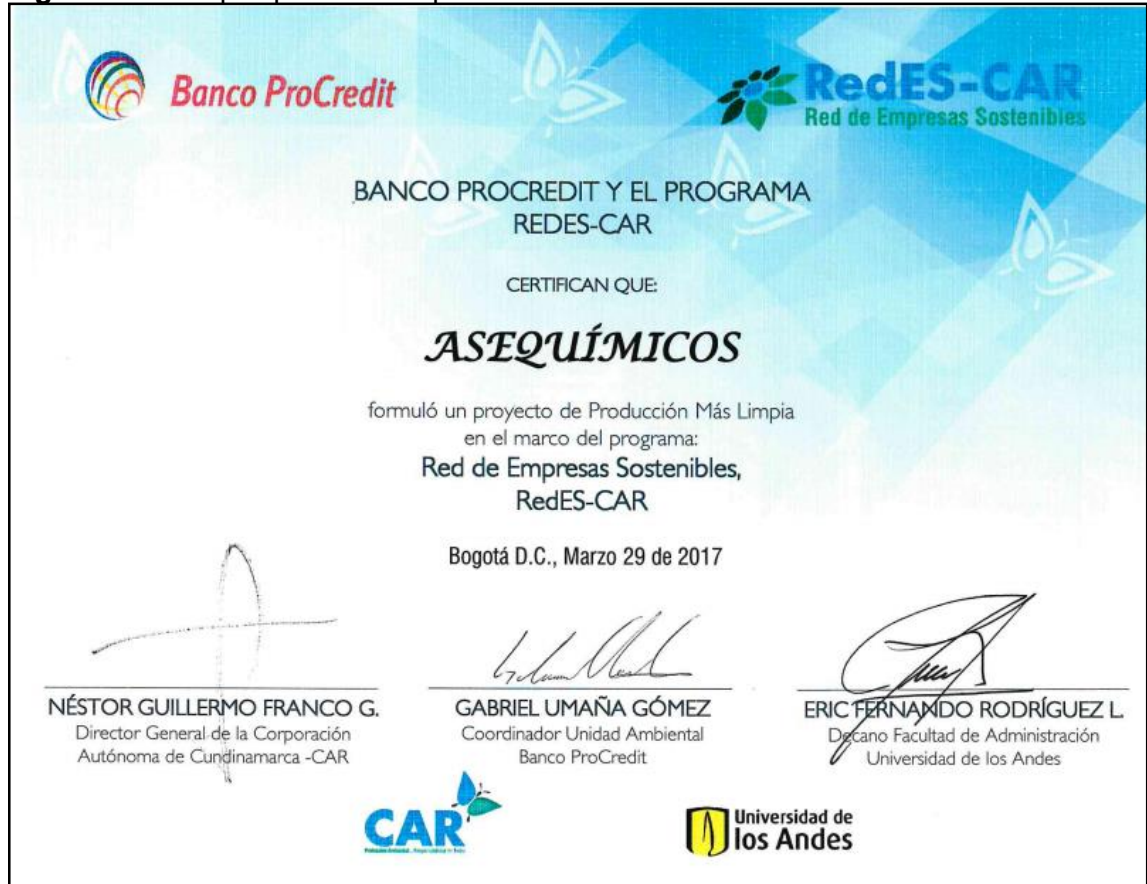 Banco ProCredit
RedES-CAR
Red de Empresas Sostenibles
BANCO PROCREDIT Y EL PROGRAMA
REDES-CAR
CERTIFICAN QUE:
ASEQUÍMICOS
formuló un proyecto de Producción Más Limpia
en el marco del programa:
Red de Empresas Sostenibles,
RedES-CAR
Bogotá D.C., Marzo 29 de 2017
NÉSTOR GUILLERMO FRANCO G.
Director General de la Corporación
Autónoma de Cundinamarca -CAR
GABRIEL UMAÑA GÓMEZ
Coordinador Unidad Ambiental
Banco ProCredit
ERIC FERNANDO RODRÍGUEZ L.
Decano Facultad de Administración
Universidad de los Andes
CAR
Universidad de
los Andes